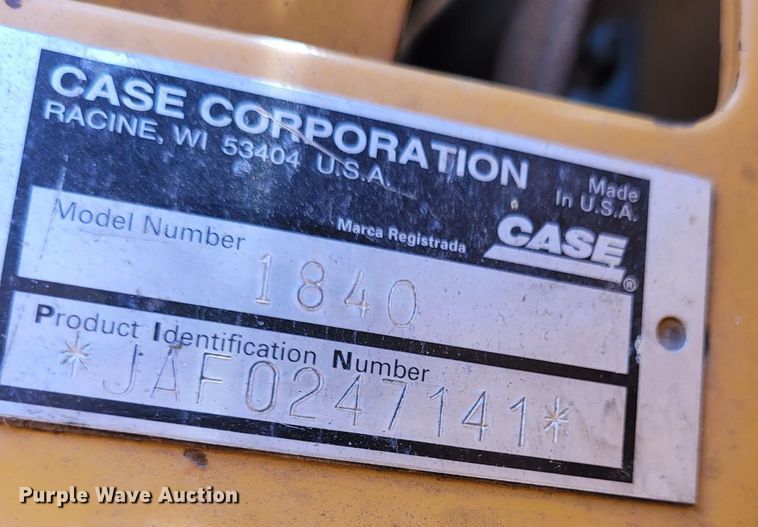 CASE CORPORATION
RACINE, WI 53404 U.S.A.
Made
In U.S.A.
Marca Registrada
CASE®
Model Number
1840
Product Identification Number
*JAF0247141*
Purple Wave Auction